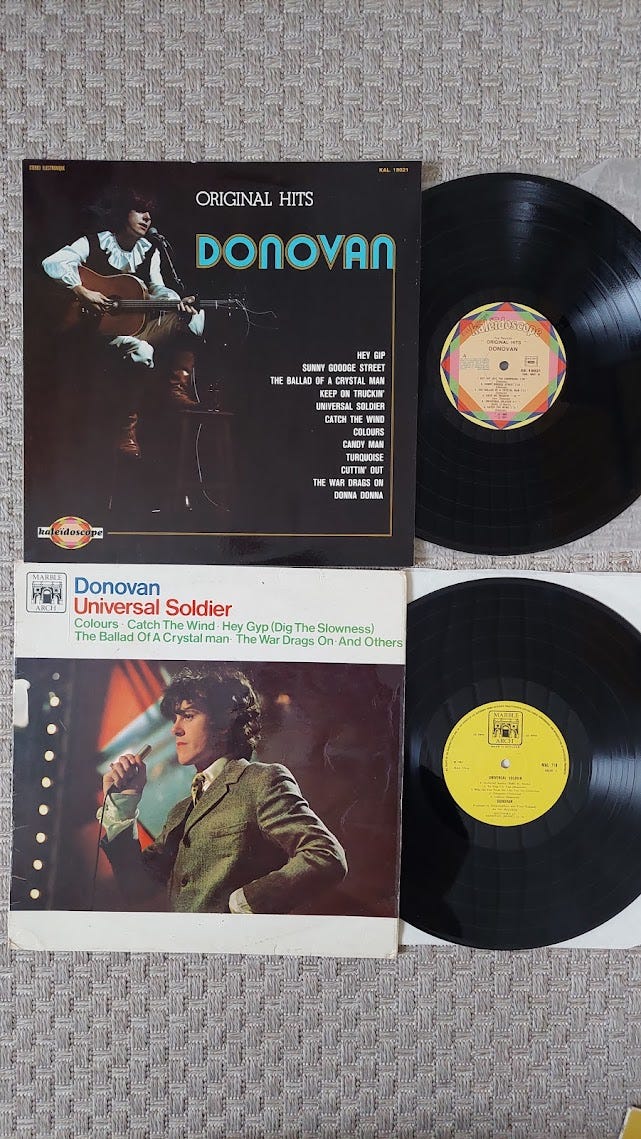 STEREO ELECTRONIQUE
KAL. 19021
ORIGINAL HITS
DONOVAN
HEY GIP
SUNNY GOODGE STREET
THE BALLAD OF A CRYSTAL MAN
KEEP ON TRUCKIN'
UNIVERSAL SOLDIER
CATCH THE WIND
COLOURS
CANDY MAN
TURQUOISE
CUTTIN' OUT
THE WAR DRAGS ON
DONNA DONNA
kaleidoscope
kaleidoscope
ORIGINAL HITS
DONOVAN
MARBLE
ARCH
Donovan
Universal Soldier
Colours · Catch The Wind · Hey Gyp (Dig The Slowness)
The Ballad Of A Crystal man · The War Drags On · And Others
MARBLE
ARCH
UNIVERSAL SOLDIER
DONOVAN